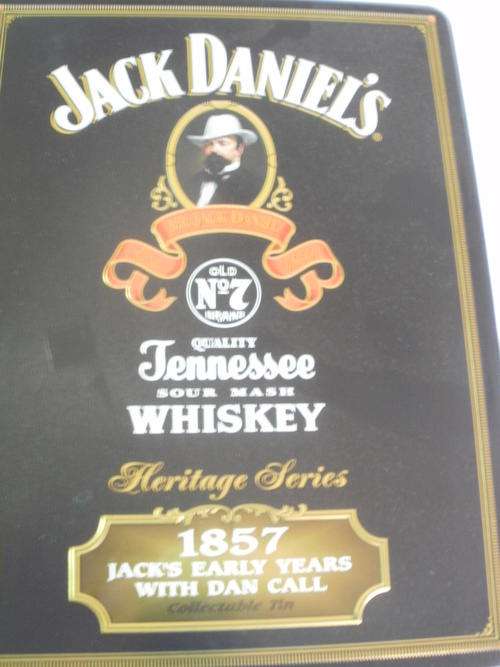 JACK DANIEL'S
OLD
Nº7
BRAND
QUALITY
Tennessee
SOUR MASH
WHISKEY
Heritage Series
1857
JACK'S EARLY YEARS
WITH DAN CALL
Collectable Tin